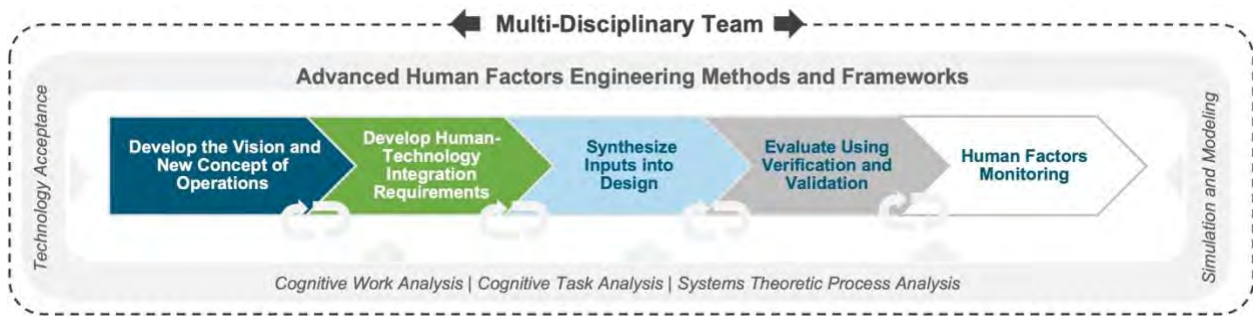 Multi-Disciplinary Team
Advanced Human Factors Engineering Methods and Frameworks
Technology Acceptance
Develop the Vision and
New Concept of
Operations
Develop Human-
Technology
Integration
Requirements
Synthesize
Inputs into
Design
Evaluate Using
Verification and
Validation
Human Factors
Monitoring
Simulation and Modeling
Cognitive Work Analysis | Cognitive Task Analysis | Systems Theoretic Process Analysis